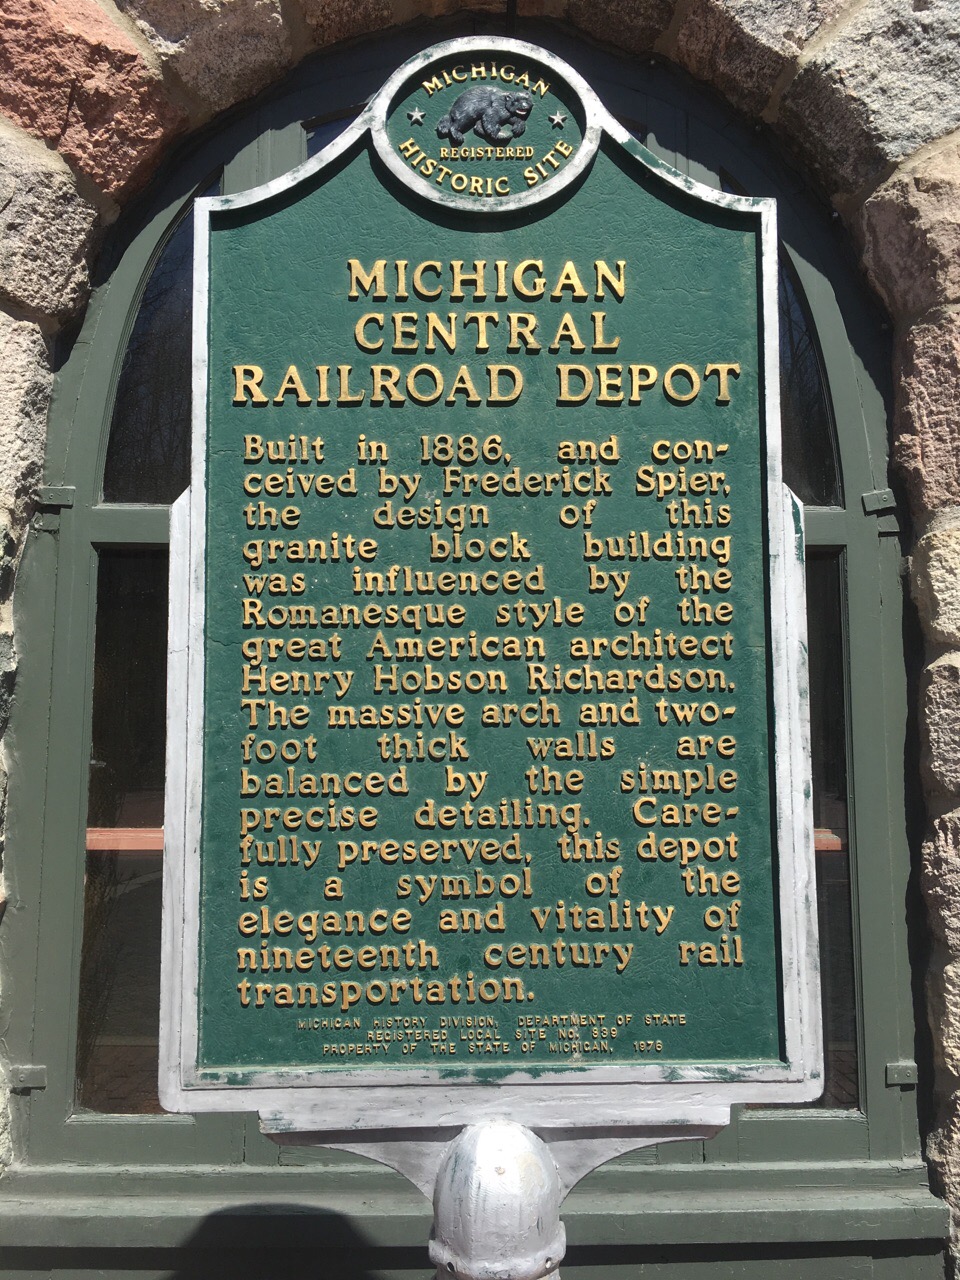 MICHIGAN
REGISTERED
HISTORIC SITE
MICHIGAN
CENTRAL
RAILROAD DEPOT
Built in 1886, and con-
ceived by Frederick Spier,
the design of this
granite block building
was influenced by the
Romanesque style of the
great American architect
Henry Hobson Richardson.
The massive arch and two-
foot thick walls are
balanced by the simple
precise detailing. Care-
fully preserved, this depot
is a symbol of the
elegance and vitality of
nineteenth century rail
transportation.
MICHIGAN HISTORY DIVISION, DEPARTMENT OF STATE
REGISTERED LOCAL SITE NO. 339
PROPERTY OF THE STATE OF MICHIGAN, 1976